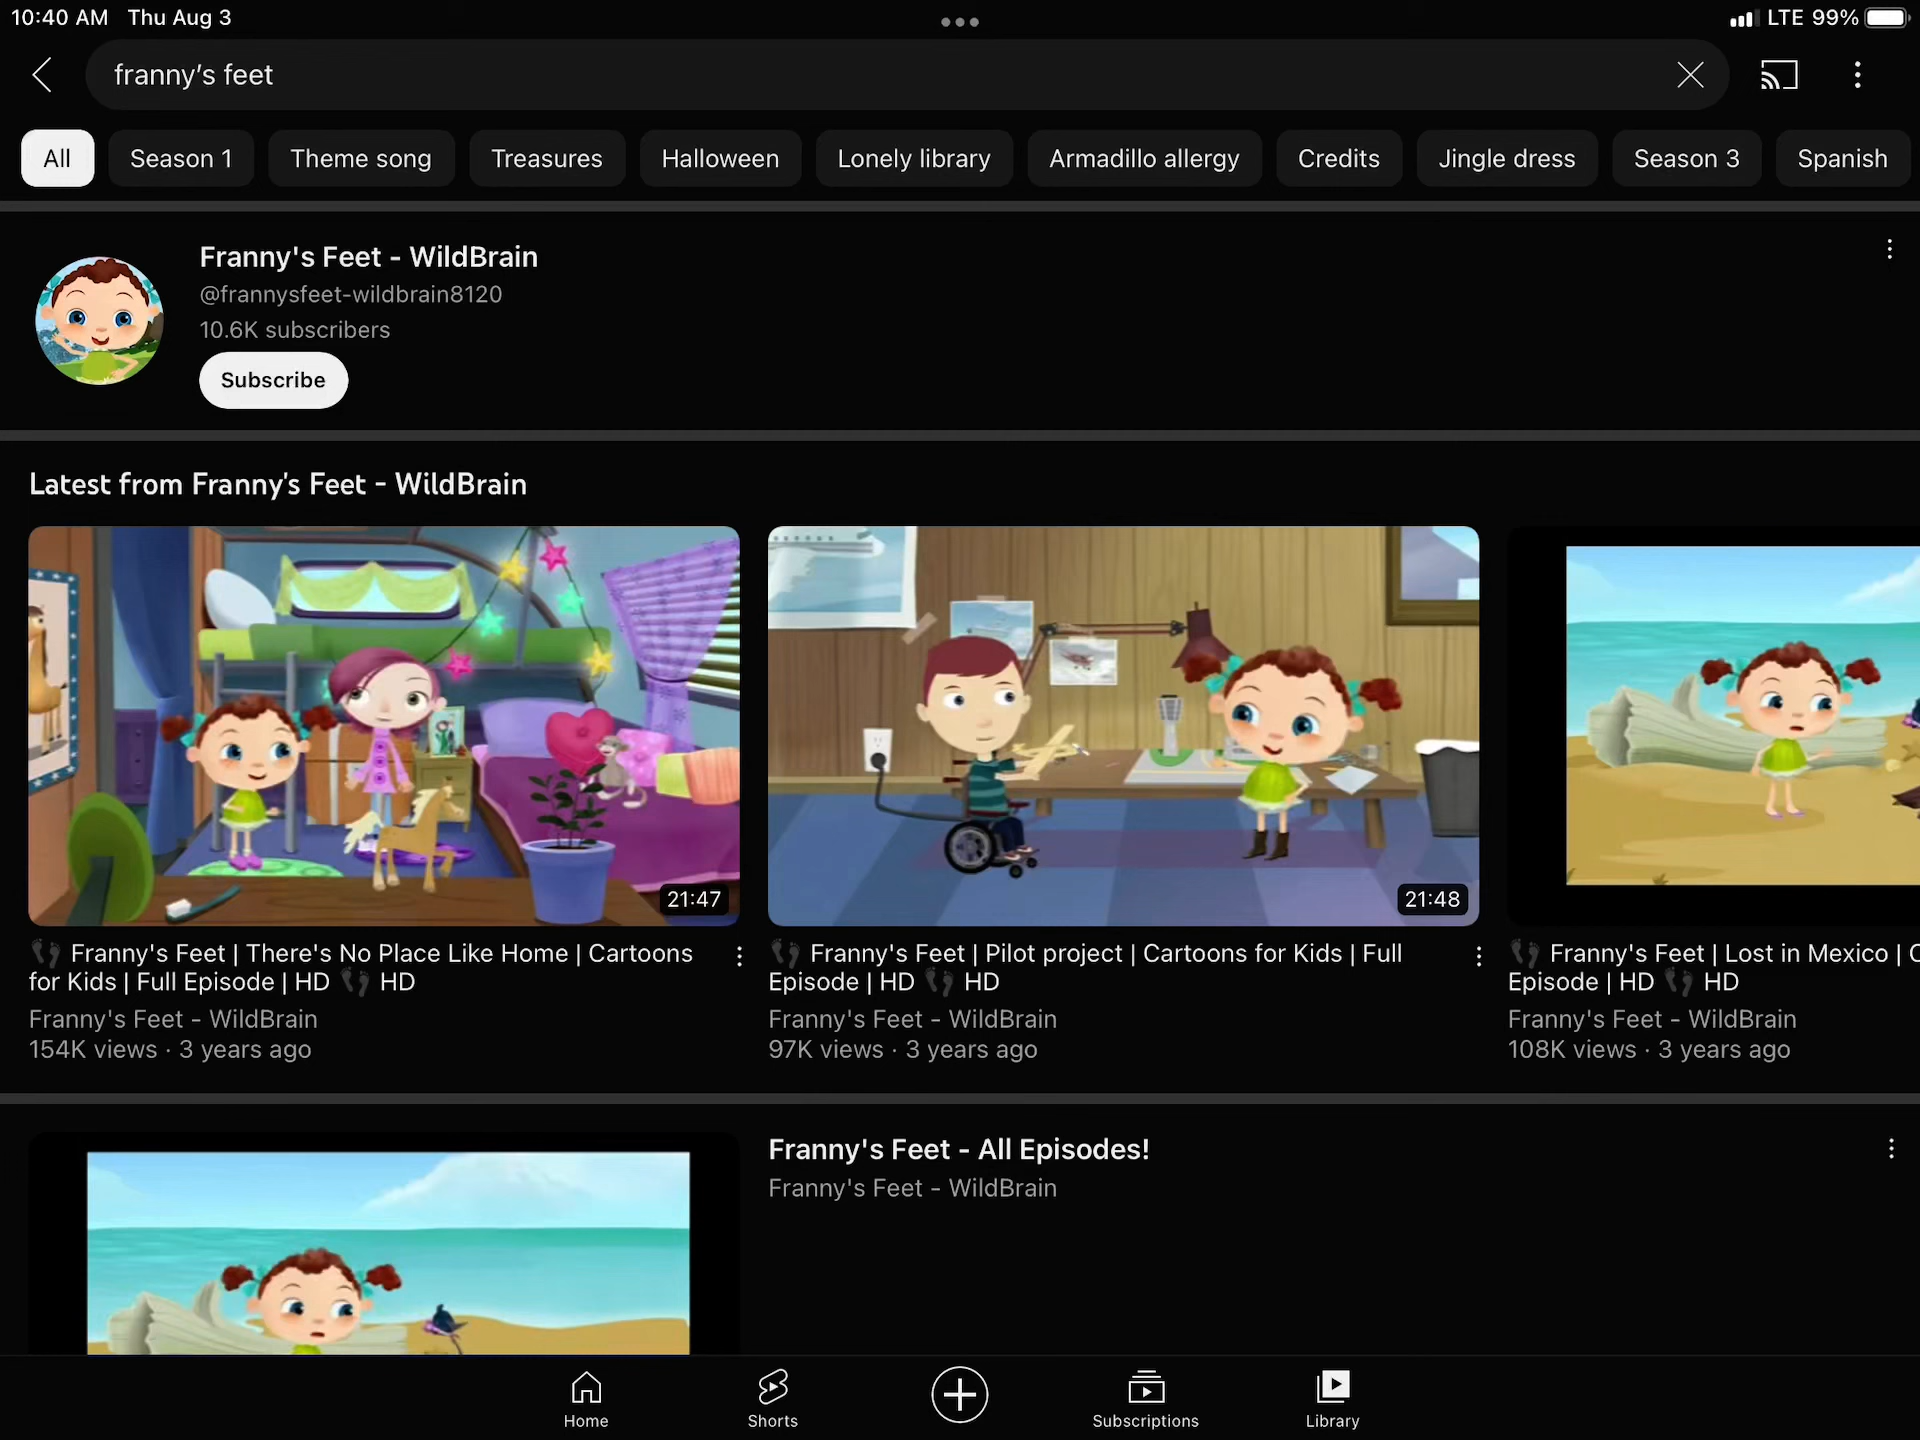 10:40 AM Thu Aug 3
LTE 99%
franny's feet
All Season 1 Theme song Treasures Halloween Lonely library Armadillo allergy Credits Jingle dress Season 3 Spanish
Franny's Feet - WildBrain
@frannysfeet-wildbrain8120
10.6K subscribers
Subscribe
Latest from Franny's Feet - WildBrain
21:47
👣 Franny's Feet | There's No Place Like Home | Cartoons
for Kids | Full Episode | HD 👣 HD
Franny's Feet - WildBrain
154K views · 3 years ago
21:48
👣 Franny's Feet | Pilot project | Cartoons for Kids | Full
Episode | HD 👣 HD
Franny's Feet - WildBrain
97K views · 3 years ago
👣 Franny's Feet | Lost in Mexico |
Episode | HD 👣 HD
Franny's Feet - WildBrain
108K views · 3 years ago
Franny's Feet - All Episodes!
Franny's Feet - WildBrain
Home
Shorts
Subscriptions
Library